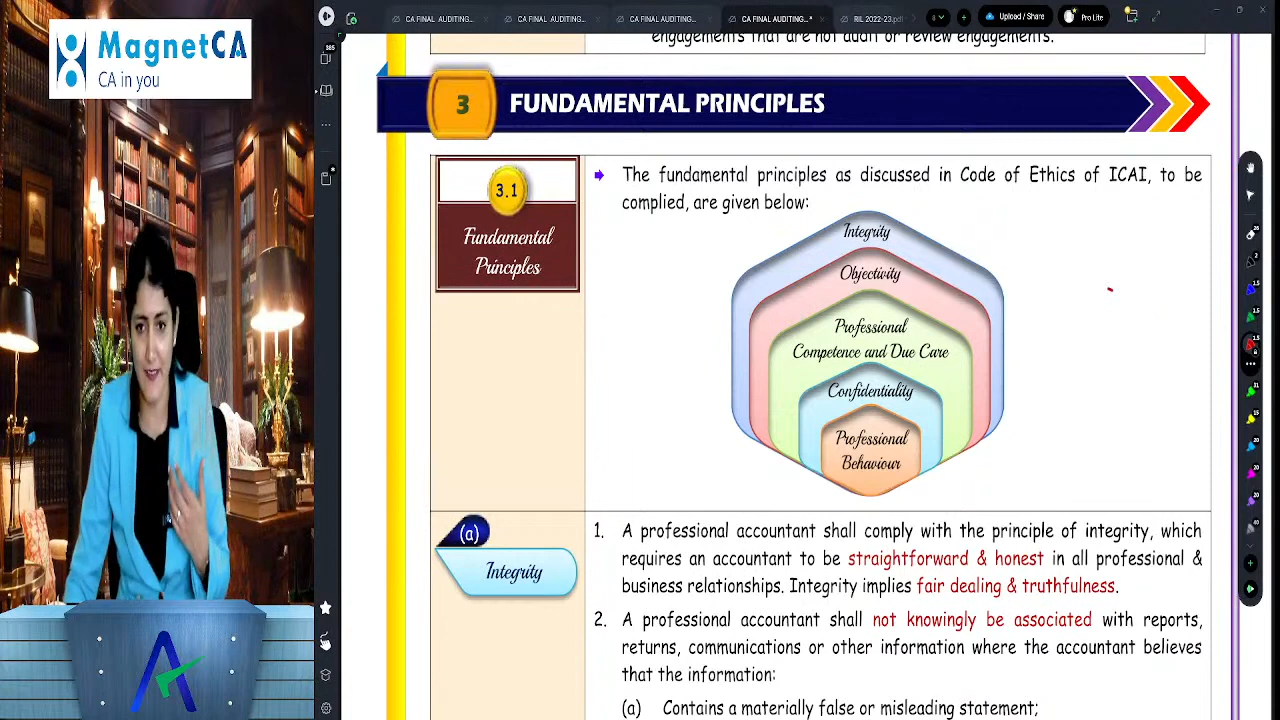 MagnetCA
CA in you
385
CA FINAL AUDITING...
CA FINAL AUDITING...
CA FINAL AUDITING...
CA FINAL AUDITING...*
RIL 2022-23.pdf
8
Upload / Share
Pro Lite
engagements that are not audit or review engagements.
3
FUNDAMENTAL PRINCIPLES
3.1
Fundamental
Principles
The fundamental principles as discussed in Code of Ethics of ICAI, to be
complied, are given below:
Integrity
Objectivity
Professional
Competence and Due Care
Confidentiality
Professional
Behaviour
(a)
Integrity
1. A professional accountant shall comply with the principle of integrity, which
requires an accountant to be straightforward & honest in all professional &
business relationships. Integrity implies fair dealing & truthfulness.
2. A professional accountant shall not knowingly be associated with reports,
returns, communications or other information where the accountant believes
that the information:
(a) Contains a materially false or misleading statement;